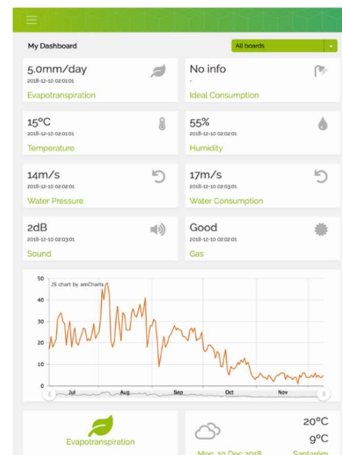 My Dashboard
All boards
5.0mm/day
2018-12-10 02:01:01
Evapotranspiration
No info
-
Ideal Consumption
15ºC
2018-12-10 02:01:01
Temperature
55%
2018-12-10 02:02:01
Humidity
14m/s
2018-12-10 02:02:01
Water Pressure
17m/s
2018-12-10 02:03:01
Water Consumption
2dB
2018-12-10 02:03:01
Sound
Good
2018-12-10 02:02:01
Gas
JS chart by amCharts
50
40
30
20
10
0
Jul Aug Sep Oct Nov
Evapotranspiration
20ºC
9ºC
Mon, 10 Dec 2018
Santarém